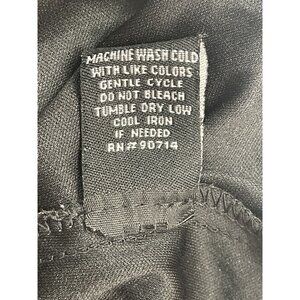 MACHINE WASH COLD
WITH LIKE COLORS
GENTLE CYCLE
DO NOT BLEACH
TUMBLE DRY LOW
COOL IRON
IF NEEDED
RN#90714